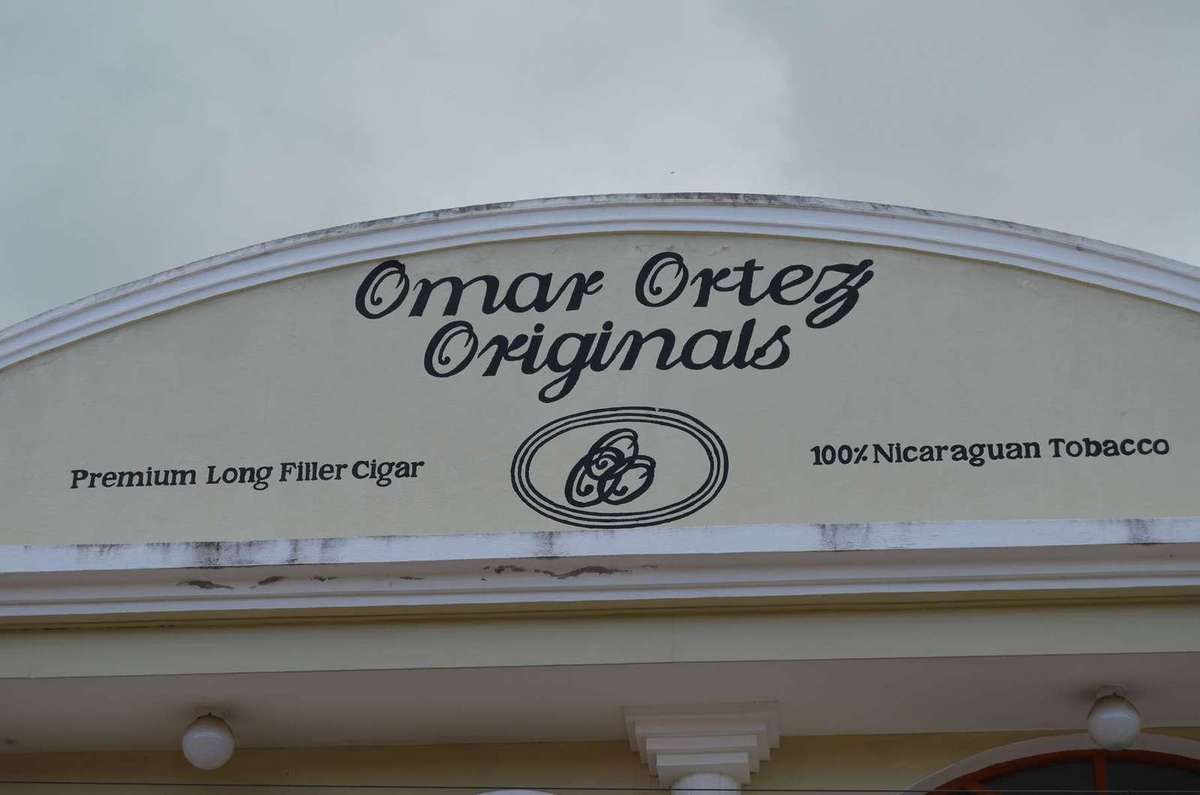 Omar Ortez
Originals
Premium Long Filler Cigar
100% Nicaraguan Tobacco